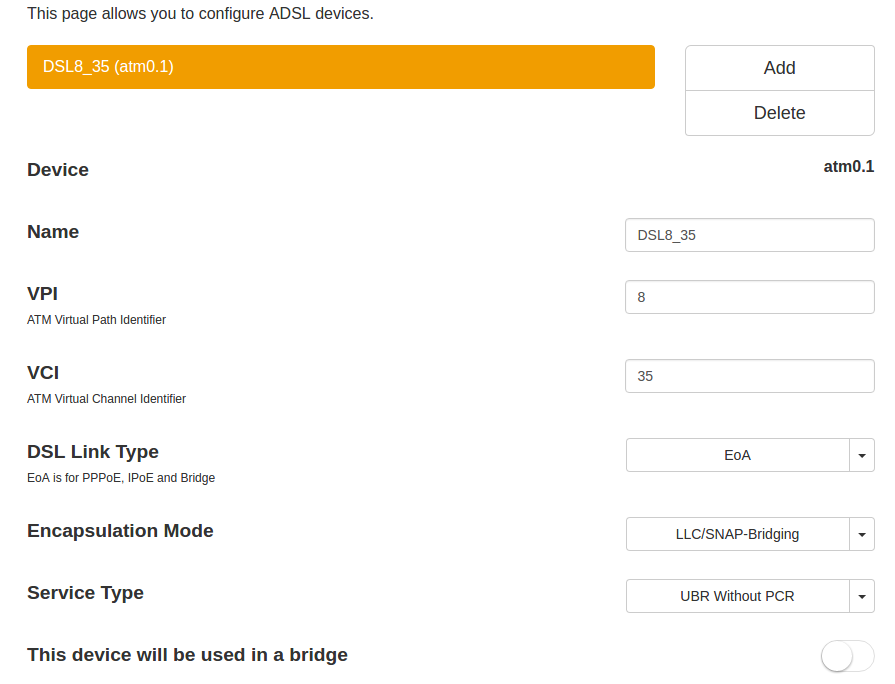 This page allows you to configure ADSL devices.
DSL8_35 (atm0.1)
Add
Delete
Device
atm0.1
Name
DSL8_35
VPI
8
ATM Virtual Path Identifier
VCI
35
ATM Virtual Channel Identifier
DSL Link Type
EoA
EoA is for PPPoE, IPoE and Bridge
Encapsulation Mode
LLC/SNAP-Bridging
Service Type
UBR Without PCR
This device will be used in a bridge